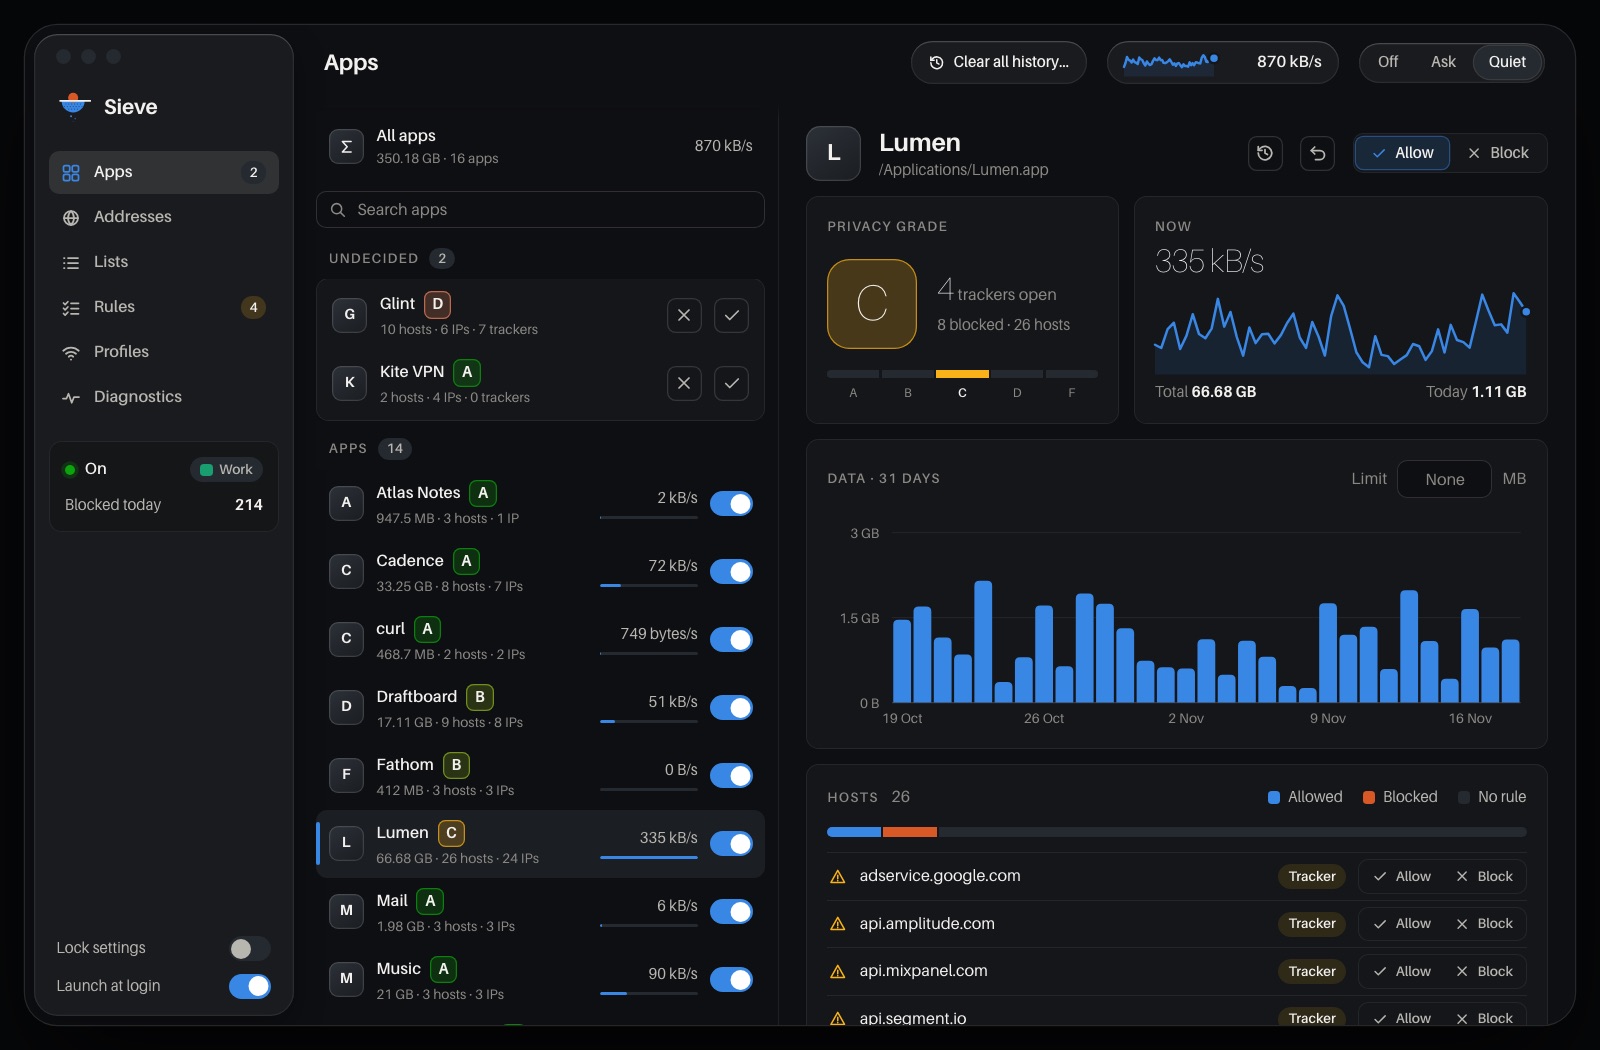 Sieve
Apps 2
Addresses
Lists
Rules 4
Profiles
Diagnostics
On Work
Blocked today 214
Lock settings
Launch at login
Apps
Clear all history...
870 kB/s
Off Ask Quiet
Σ All apps 870 kB/s
350.18 GB · 16 apps
Search apps
UNDECIDED 2
G Glint D
10 hosts · 6 IPs · 7 trackers
K Kite VPN A
2 hosts · 4 IPs · 0 trackers
APPS 14
A Atlas Notes A 2 kB/s
947.5 MB · 3 hosts · 1 IP
C Cadence A 72 kB/s
33.25 GB · 8 hosts · 7 IPs
C curl A 749 bytes/s
468.7 MB · 2 hosts · 2 IPs
D Draftboard B 51 kB/s
17.11 GB · 9 hosts · 8 IPs
F Fathom B 0 B/s
412 MB · 3 hosts · 3 IPs
L Lumen C 335 kB/s
66.68 GB · 26 hosts · 24 IPs
M Mail A 6 kB/s
1.98 GB · 3 hosts · 3 IPs
M Music A 90 kB/s
21 GB · 3 hosts · 3 IPs
L Lumen
/Applications/Lumen.app
Allow Block
PRIVACY GRADE
C
4 trackers open
8 blocked · 26 hosts
A B C D F
NOW
335 kB/s
Total 66.68 GB Today 1.11 GB
DATA · 31 DAYS
Limit None MB
3 GB
1.5 GB
0 B
19 Oct 26 Oct 2 Nov 9 Nov 16 Nov
HOSTS 26
Allowed Blocked No rule
adservice.google.com Tracker Allow Block
api.amplitude.com Tracker Allow Block
api.mixpanel.com Tracker Allow Block
api.segment.io Tracker Allow Block